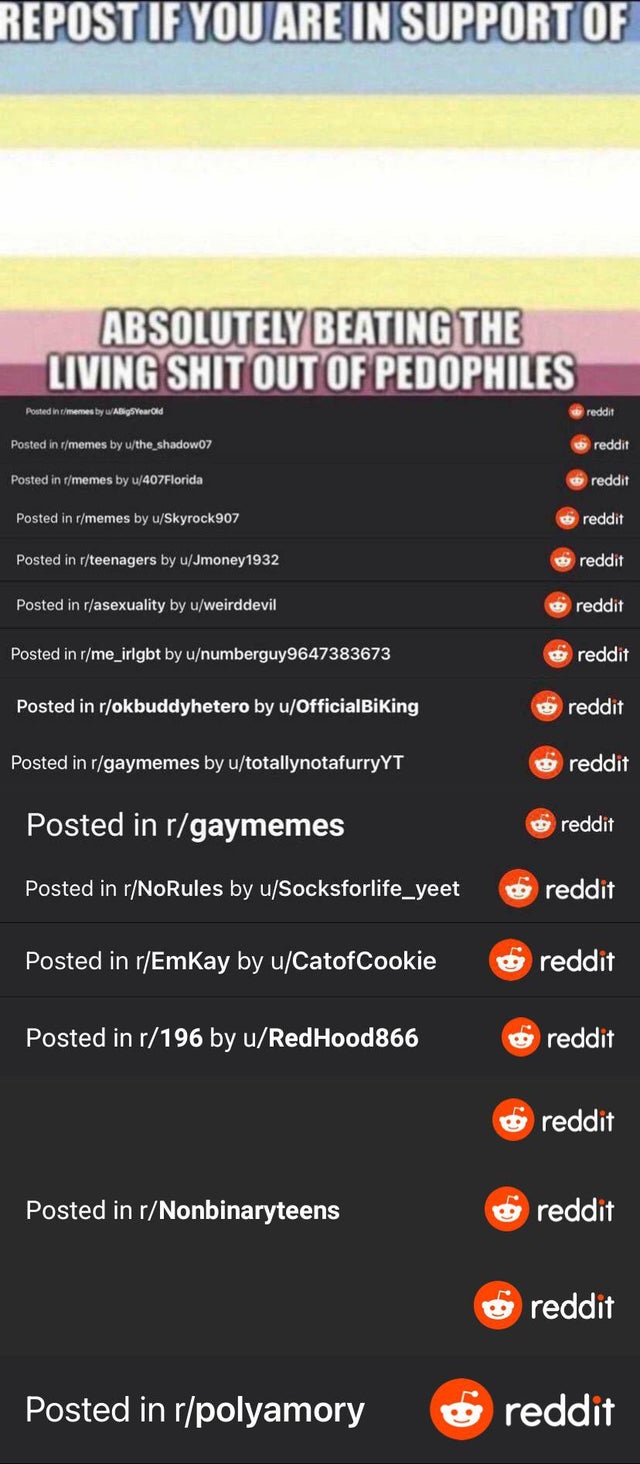 REPOST IF YOU ARE IN SUPPORT OF
ABSOLUTELY BEATING THE
LIVING SHIT OUT OF PEDOPHILES
Posted in r/memes by u/ABig5YearOld reddit
Posted in r/memes by u/the_shadow07 reddit
Posted in r/memes by u/407Florida reddit
Posted in r/memes by u/Skyrock907 reddit
Posted in r/teenagers by u/Jmoney1932 reddit
Posted in r/asexuality by u/weirddevil reddit
Posted in r/me_irlgbt by u/numberguy9647383673 reddit
Posted in r/okbuddyhetero by u/OfficialBiKing reddit
Posted in r/gaymemes by u/totallynotafurryYT reddit
Posted in r/gaymemes reddit
Posted in r/NoRules by u/Socksforlife_yeet reddit
Posted in r/EmKay by u/CatofCookie reddit
Posted in r/196 by u/RedHood866 reddit
reddit
Posted in r/Nonbinaryteens reddit
reddit
Posted in r/polyamory reddit